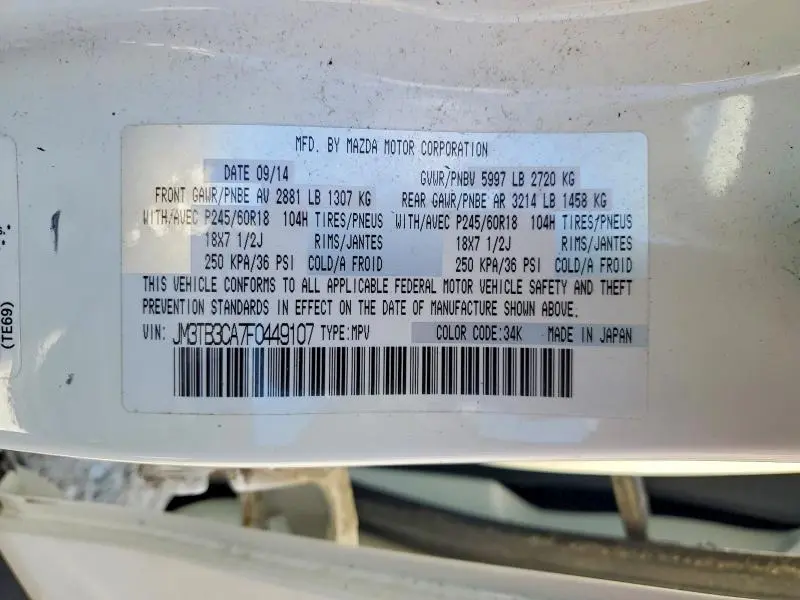 MFD. BY MAZDA MOTOR CORPORATION
DATE 09/14 GVWR/PNBV 5997 LB 2720 KG
FRONT GAWR/PNBE AV 2881 LB 1307 KG REAR GAWR/PNBE AR 3214 LB 1458 KG
WITH/AVEC P245/60R18 104H TIRES/PNEUS WITH/AVEC P245/60R18 104H TIRES/PNEUS
18X7 1/2J RIMS/JANTES 18X7 1/2J RIMS/JANTES
250 KPA/36 PSI COLD/A FROID 250 KPA/36 PSI COLD/A FROID
THIS VEHICLE CONFORMS TO ALL APPLICABLE FEDERAL MOTOR VEHICLE SAFETY AND THEFT
PREVENTION STANDARDS IN EFFECT ON THE DATE OF MANUFACTURE SHOWN ABOVE.
VIN: JM3TB3CA7F0449107 TYPE:MPV COLOR CODE:34K MADE IN JAPAN
(TE69)